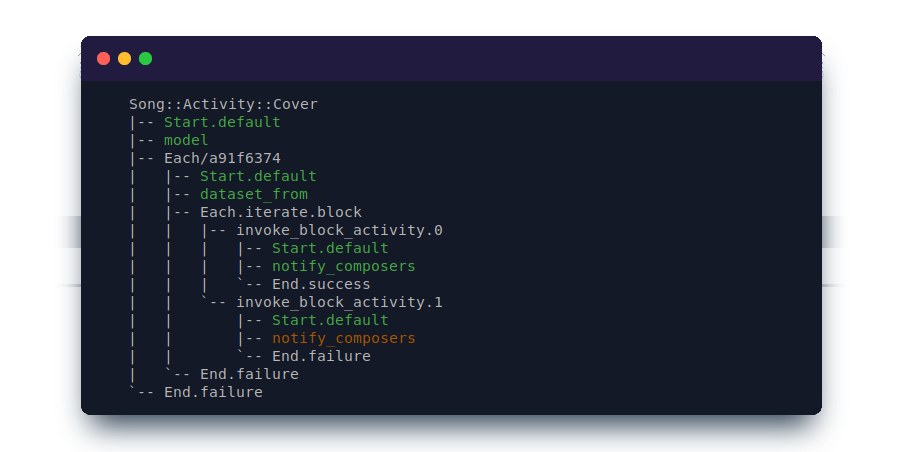 Song::Activity::Cover
|-- Start.default
|-- model
|-- Each/a91f6374
|   |-- Start.default
|   |-- dataset_from
|   |-- Each.iterate.block
|   |   |-- invoke_block_activity.0
|   |   |   |-- Start.default
|   |   |   |-- notify_composers
|   |   |   `-- End.success
|   |   `-- invoke_block_activity.1
|   |       |-- Start.default
|   |       |-- notify_composers
|   |       `-- End.failure
|   `-- End.failure
`-- End.failure